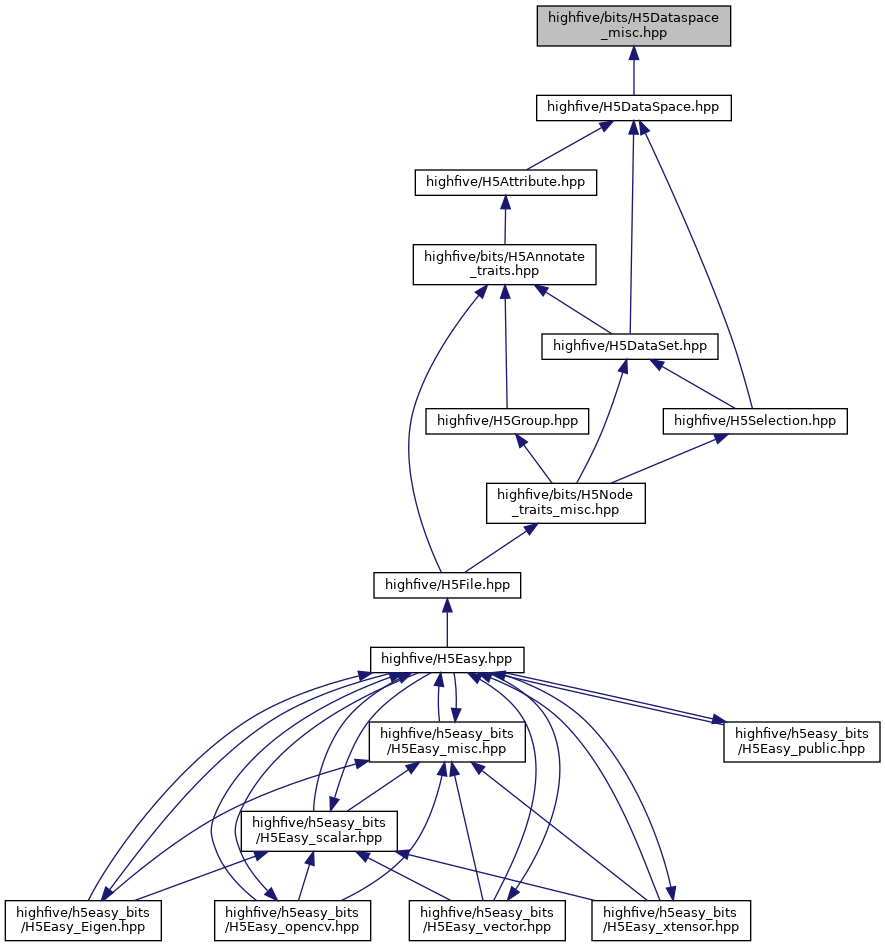 highfive/bits/H5Dataspace
_misc.hpp
highfive/H5DataSpace.hpp
highfive/H5Attribute.hpp
highfive/bits/H5Annotate
_traits.hpp
highfive/H5DataSet.hpp
highfive/H5Group.hpp
highfive/H5Selection.hpp
highfive/bits/H5Node
_traits_misc.hpp
highfive/H5File.hpp
highfive/H5Easy.hpp
highfive/h5easy_bits
/H5Easy_misc.hpp
highfive/h5easy_bits
/H5Easy_public.hpp
highfive/h5easy_bits
/H5Easy_scalar.hpp
highfive/h5easy_bits
/H5Easy_Eigen.hpp
highfive/h5easy_bits
/H5Easy_opencv.hpp
highfive/h5easy_bits
/H5Easy_vector.hpp
highfive/h5easy_bits
/H5Easy_xtensor.hpp